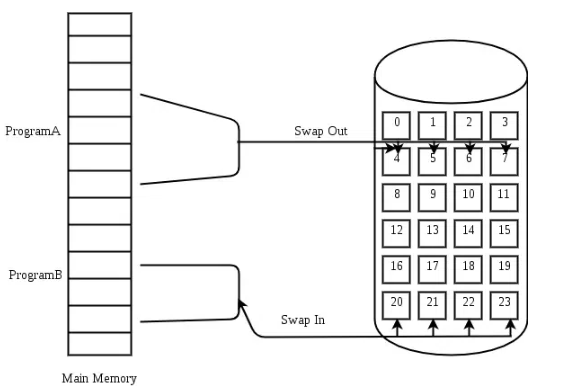 0 1 2 3
ProgramA
Swap Out
4 5 6 7
8 9 10 11
12 13 14 15
16 17 18 19
ProgramB
20 21 22 23
Swap In
Main Memory